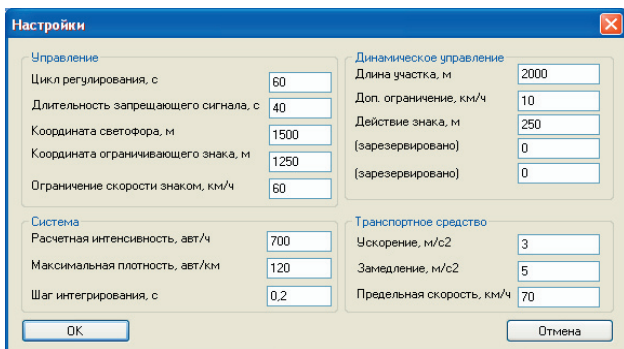 Настройки
Управление
Цикл регулирования, с 60
Длительность запрещающего сигнала, с 40
Координата светофора, м 1500
Координата ограничивающего знака, м 1250
Ограничение скорости знаком, км/ч 60
Динамическое управление
Длина участка, м 2000
Доп. ограничение, км/ч 10
Действие знака, м 250
(зарезервировано) 0
(зарезервировано) 0
Система
Расчетная интенсивность, авт/ч 700
Максимальная плотность, авт/км 120
Шаг интегрирования, с 0,2
Транспортное средство
Ускорение, м/с2 3
Замедление, м/с2 5
Предельная скорость, км/ч 70
OK
Отмена